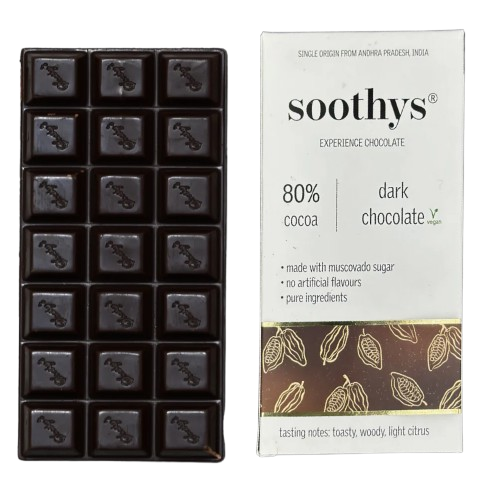 SINGLE ORIGIN FROM ANDHRA PRADESH, INDIA
soothys®
EXPERIENCE CHOCOLATE
80%
cocoa
dark
chocolate
vegan
• made with muscovado sugar
• no artificial flavours
• pure ingredients
tasting notes: toasty, woody, light citrus